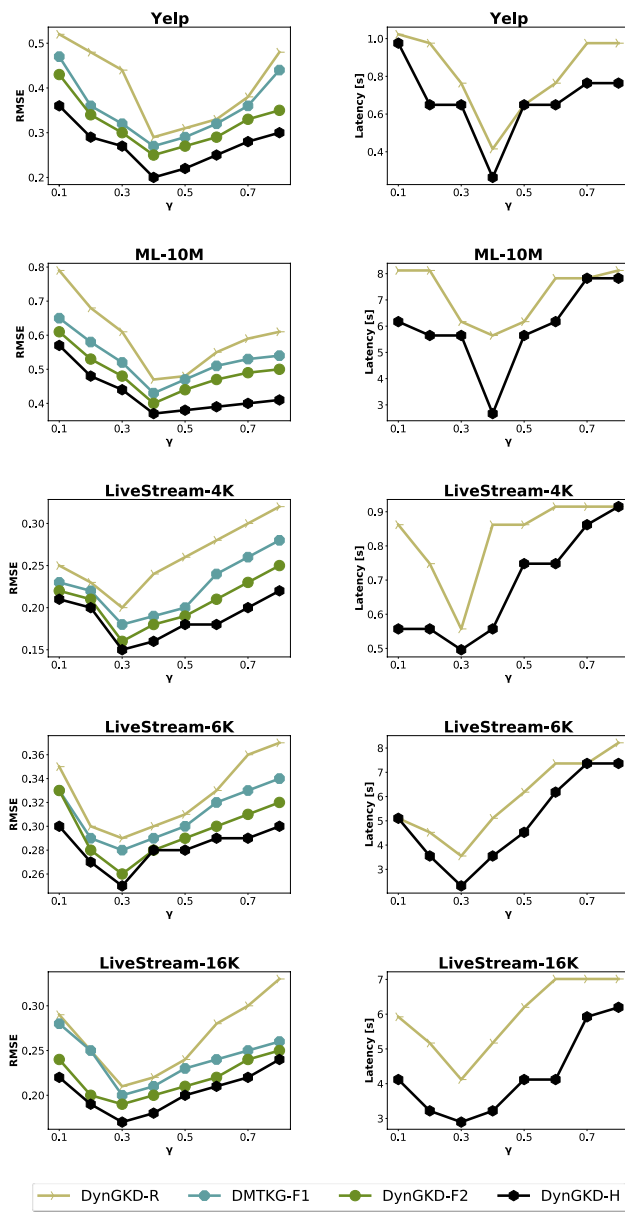 Yelp
0.5
0.4
0.3
0.2
RMSE
0.1 0.3 0.5 0.7
γ
Yelp
1.0
0.8
0.6
0.4
Latency [s]
0.1 0.3 0.5 0.7
γ
ML-10M
0.8
0.7
0.6
0.5
0.4
RMSE
0.1 0.3 0.5 0.7
γ
ML-10M
8
7
6
5
4
3
Latency [s]
0.1 0.3 0.5 0.7
γ
LiveStream-4K
0.30
0.25
0.20
0.15
RMSE
0.1 0.3 0.5 0.7
γ
LiveStream-4K
0.9
0.8
0.7
0.6
0.5
Latency [s]
0.1 0.3 0.5 0.7
γ
LiveStream-6K
0.36
0.34
0.32
0.30
0.28
0.26
RMSE
0.1 0.3 0.5 0.7
γ
LiveStream-6K
8
7
6
5
4
3
Latency [s]
0.1 0.3 0.5 0.7
γ
LiveStream-16K
0.30
0.25
0.20
RMSE
0.1 0.3 0.5 0.7
γ
LiveStream-16K
7
6
5
4
3
Latency [s]
0.1 0.3 0.5 0.7
γ
DynGKD-R DMTKG-F1 DynGKD-F2 DynGKD-H